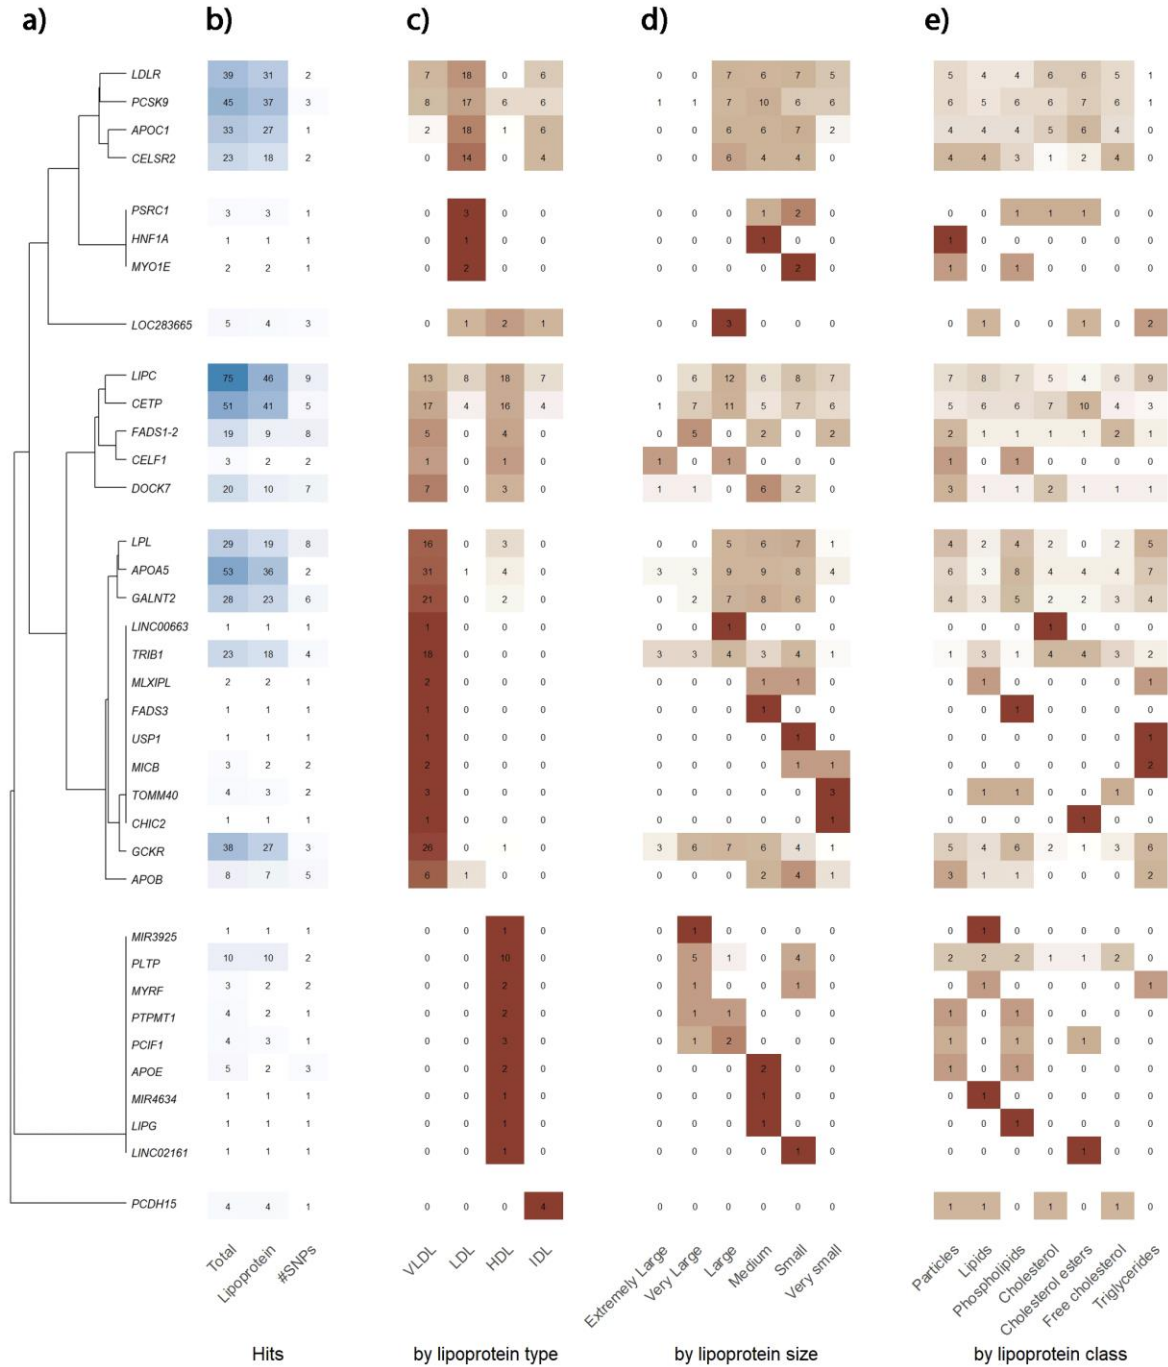 a) b) c) d) e)
LDLR 39 31 2 7 18 0 6 0 0 7 6 7 5 5 4 4 6 6 5 1
PCSK9 45 37 3 8 17 6 6 1 1 7 10 6 6 6 5 6 6 7 6 1
APOC1 33 27 1 2 18 1 6 0 0 6 6 7 2 4 4 4 5 6 4 0
CELSR2 23 18 2 0 14 0 4 0 0 6 4 4 0 4 4 3 1 2 4 0
PSRC1 3 3 1 0 3 0 0 0 0 0 1 2 0 0 0 1 1 1 0 0
HNF1A 1 1 1 0 1 0 0 0 0 0 1 0 0 1 0 0 0 0 0 0
MYO1E 2 2 1 0 2 0 0 0 0 0 0 2 0 1 0 1 0 0 0 0
LOC283665 5 4 3 0 1 2 1 0 0 3 0 0 0 0 1 0 0 1 0 2
LIPC 75 46 9 13 8 18 7 0 6 12 6 8 7 7 8 7 5 4 6 9
CETP 51 41 5 17 4 16 4 1 7 11 5 7 6 5 6 6 7 10 4 3
FADS1-2 19 9 8 5 0 4 0 0 5 0 2 0 2 2 1 1 1 1 2 1
CELF1 3 2 2 1 0 1 0 1 0 1 0 0 0 1 0 1 0 0 0 0
DOCK7 20 10 7 7 0 3 0 1 1 0 6 2 0 3 1 1 2 1 1 1
LPL 29 19 8 16 0 3 0 0 0 5 6 7 1 4 2 4 2 0 2 5
APOA5 53 36 2 31 1 4 0 3 3 9 9 8 4 6 3 8 4 4 4 7
GALNT2 28 23 6 21 0 2 0 0 2 7 8 6 0 4 3 5 2 2 3 4
LINC00663 1 1 1 1 0 0 0 0 0 1 0 0 0 0 0 0 1 0 0 0
TRIB1 23 18 4 18 0 0 0 3 3 4 3 4 1 1 3 1 4 4 3 2
MLXIPL 2 2 1 2 0 0 0 0 0 0 1 1 0 0 1 0 0 0 0 1
FADS3 1 1 1 1 0 0 0 0 0 0 1 0 0 0 0 1 0 0 0 0
USP1 1 1 1 1 0 0 0 0 0 0 0 1 0 0 0 0 0 0 0 1
MICB 3 2 2 2 0 0 0 0 0 0 0 1 1 0 0 0 0 0 0 2
TOMM40 4 3 2 3 0 0 0 0 0 0 0 0 3 0 1 1 0 0 1 0
CHIC2 1 1 1 1 0 0 0 0 0 0 0 0 1 0 0 0 0 1 0 0
GCKR 38 27 3 26 0 1 0 3 6 7 6 4 1 5 4 6 2 1 3 6
APOB 8 7 5 6 1 0 0 0 0 0 2 4 1 3 1 1 0 0 0 2
MIR3925 1 1 1 0 0 1 0 0 1 0 0 0 0 0 1 0 0 0 0 0
PLTP 10 10 2 0 0 10 0 0 5 1 0 4 0 2 2 2 1 1 2 0
MYRF 3 2 2 0 0 2 0 0 1 0 0 1 0 0 1 0 0 0 0 1
PTPMT1 4 2 1 0 0 2 0 0 1 1 0 0 0 1 0 1 0 0 0 0
PCIF1 4 3 1 0 0 3 0 0 1 2 0 0 0 1 0 1 0 1 0 0
APOE 5 2 3 0 0 2 0 0 0 0 2 0 0 1 0 1 0 0 0 0
MIR4634 1 1 1 0 0 1 0 0 0 0 1 0 0 0 1 0 0 0 0 0
LIPG 1 1 1 0 0 1 0 0 0 0 1 0 0 0 0 1 0 0 0 0
LINC02161 1 1 1 0 0 1 0 0 0 0 0 1 0 0 0 0 0 1 0 0
PCDH15 4 4 1 0 0 0 4 0 0 0 0 0 0 1 1 0 1 0 1 0
Total Lipoprotein #SNPs VLDL LDL HDL IDL Extremely Large Very Large Large Medium Small Very small Particles Lipids Phospholipids Cholesterol Cholesterol esters Free cholesterol Triglycerides
Hits by lipoprotein type by lipoprotein size by lipoprotein class